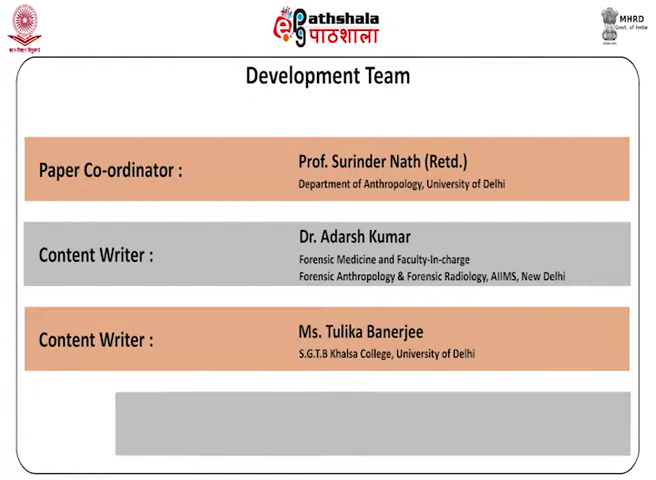 ePathshala
पाठशाला
ज्ञान-विज्ञान विमुक्तये
MHRD
Govt. of India
Development Team
Paper Co-ordinator :
Prof. Surinder Nath (Retd.)
Department of Anthropology, University of Delhi
Content Writer :
Dr. Adarsh Kumar
Forensic Medicine and Faculty-In-charge
Forensic Anthropology & Forensic Radiology, AIIMS, New Delhi
Content Writer :
Ms. Tulika Banerjee
S.G.T.B Khalsa College, University of Delhi